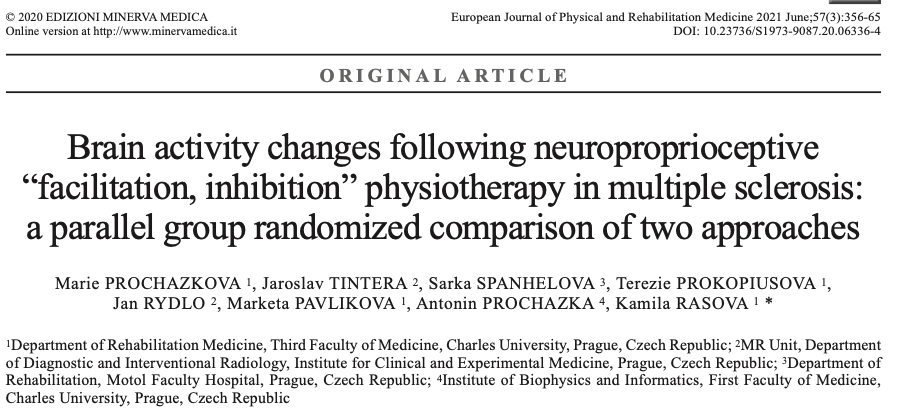 © 2020 EDIZIONI MINERVA MEDICA
Online version at http://www.minervamedica.it
European Journal of Physical and Rehabilitation Medicine 2021 June;57(3):356-65
DOI: 10.23736/S1973-9087.20.06336-4
ORIGINAL ARTICLE
Brain activity changes following neuroproprioceptive
“facilitation, inhibition” physiotherapy in multiple sclerosis:
a parallel group randomized comparison of two approaches
Marie PROCHAZKOVA 1, Jaroslav TINTERA 2, Sarka SPANHELOVA 3, Terezie PROKOPIUSOVA 1,
Jan RYDLO 2, Marketa PAVLIKOVA 1, Antonin PROCHAZKA 4, Kamila RASOVA 1 *
1Department of Rehabilitation Medicine, Third Faculty of Medicine, Charles University, Prague, Czech Republic; 2MR Unit, Department
of Diagnostic and Interventional Radiology, Institute for Clinical and Experimental Medicine, Prague, Czech Republic; 3Department of
Rehabilitation, Motol Faculty Hospital, Prague, Czech Republic; 4Institute of Biophysics and Informatics, First Faculty of Medicine,
Charles University, Prague, Czech Republic